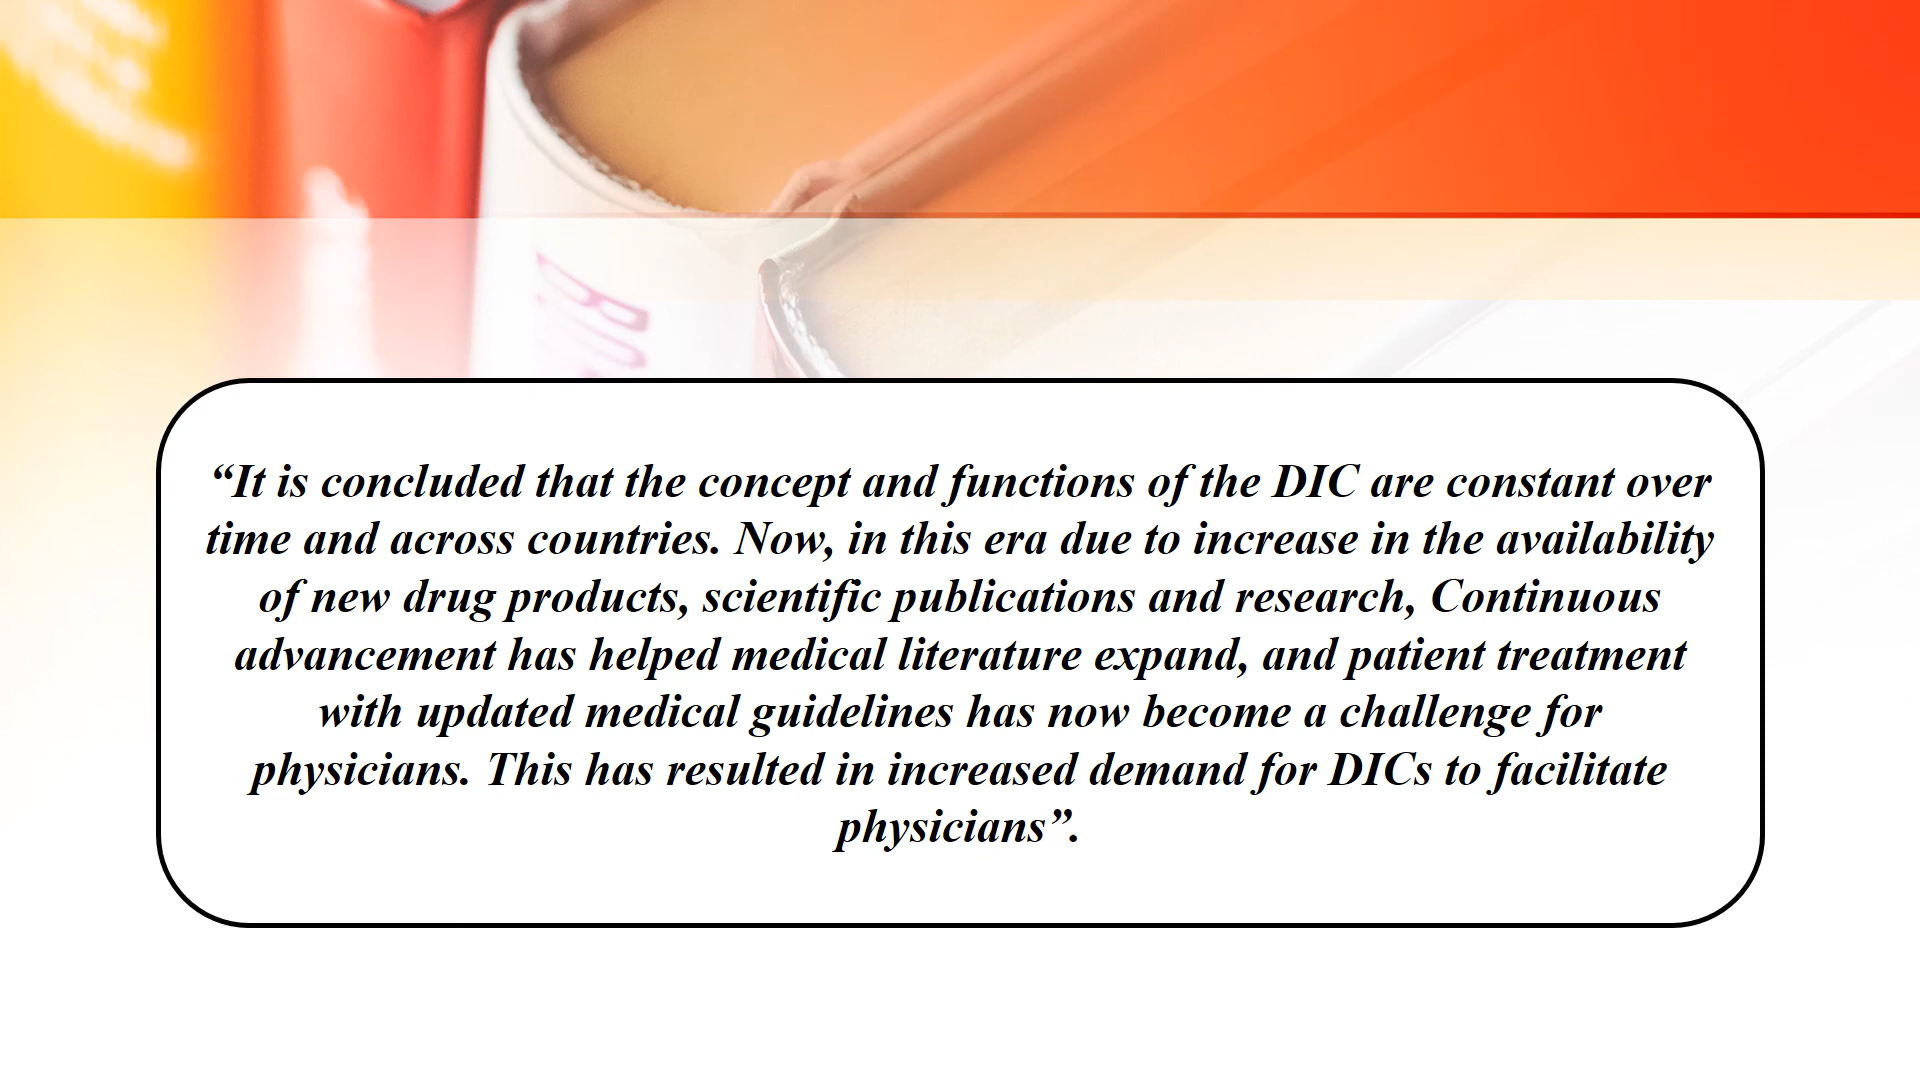 “It is concluded that the concept and functions of the DIC are constant over
time and across countries. Now, in this era due to increase in the availability
of new drug products, scientific publications and research, Continuous
advancement has helped medical literature expand, and patient treatment
with updated medical guidelines has now become a challenge for
physicians. This has resulted in increased demand for DICs to facilitate
physicians”.